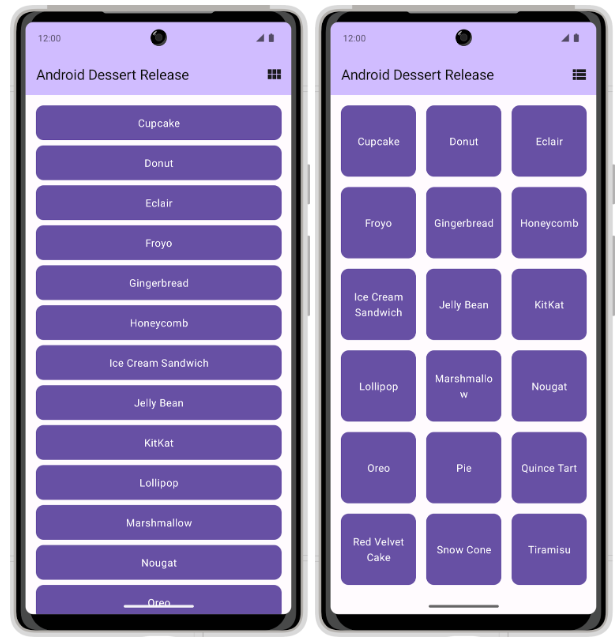 12:00
Android Dessert Release
Cupcake
Donut
Eclair
Froyo
Gingerbread
Honeycomb
Ice Cream Sandwich
Jelly Bean
KitKat
Lollipop
Marshmallow
Nougat
Oreo
12:00
Android Dessert Release
Cupcake
Donut
Eclair
Froyo
Gingerbread
Honeycomb
Ice Cream
Sandwich
Jelly Bean
KitKat
Lollipop
Marshmallo
w
Nougat
Oreo
Pie
Quince Tart
Red Velvet
Cake
Snow Cone
Tiramisu